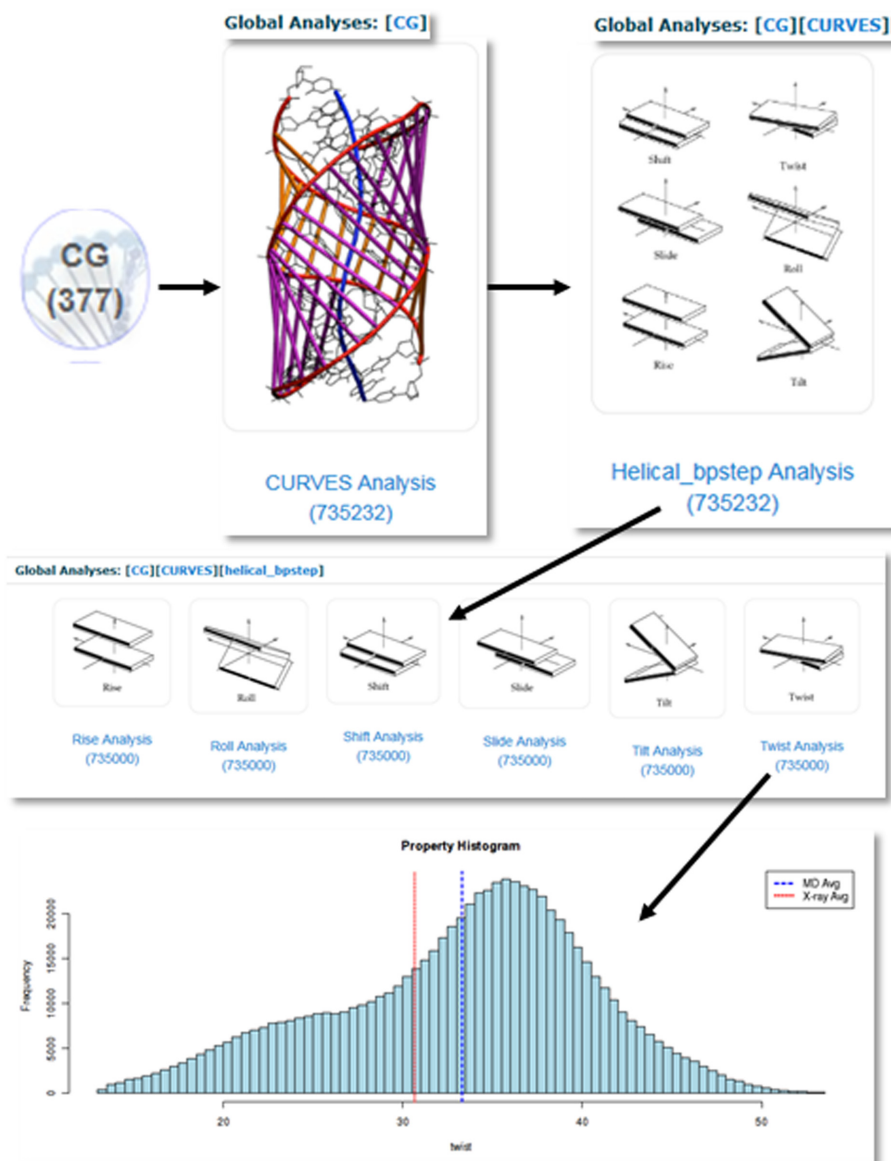 Global Analyses: [CG]
Global Analyses: [CG][CURVES]
CG
(377)
Shift
Twist
Slide
Roll
Rise
Tilt
CURVES Analysis
(735232)
Helical_bpstep Analysis
(735232)
Global Analyses: [CG][CURVES][helical_bpstep]
Rise
Roll
Shift
Slide
Tilt
Twist
Rise Analysis
(735000)
Roll Analysis
(735000)
Shift Analysis
(735000)
Slide Analysis
(735000)
Tilt Analysis
(735000)
Twist Analysis
(735000)
Property Histogram
MD Avg
X-ray Avg
Frequency
20000
15000
10000
5000
0
20
30
40
50
twist